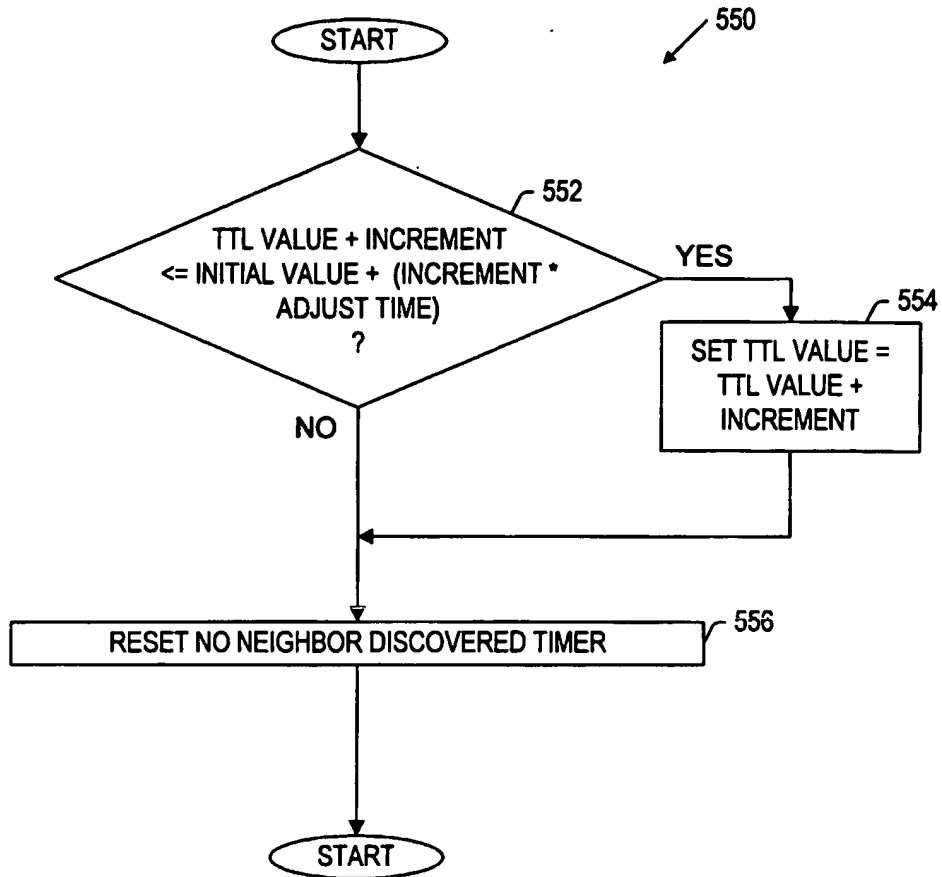 START
550
552
TTL VALUE + INCREMENT
<= INITIAL VALUE + (INCREMENT *
ADJUST TIME)
?
YES
554
SET TTL VALUE =
TTL VALUE +
INCREMENT
NO
556
RESET NO NEIGHBOR DISCOVERED TIMER
START